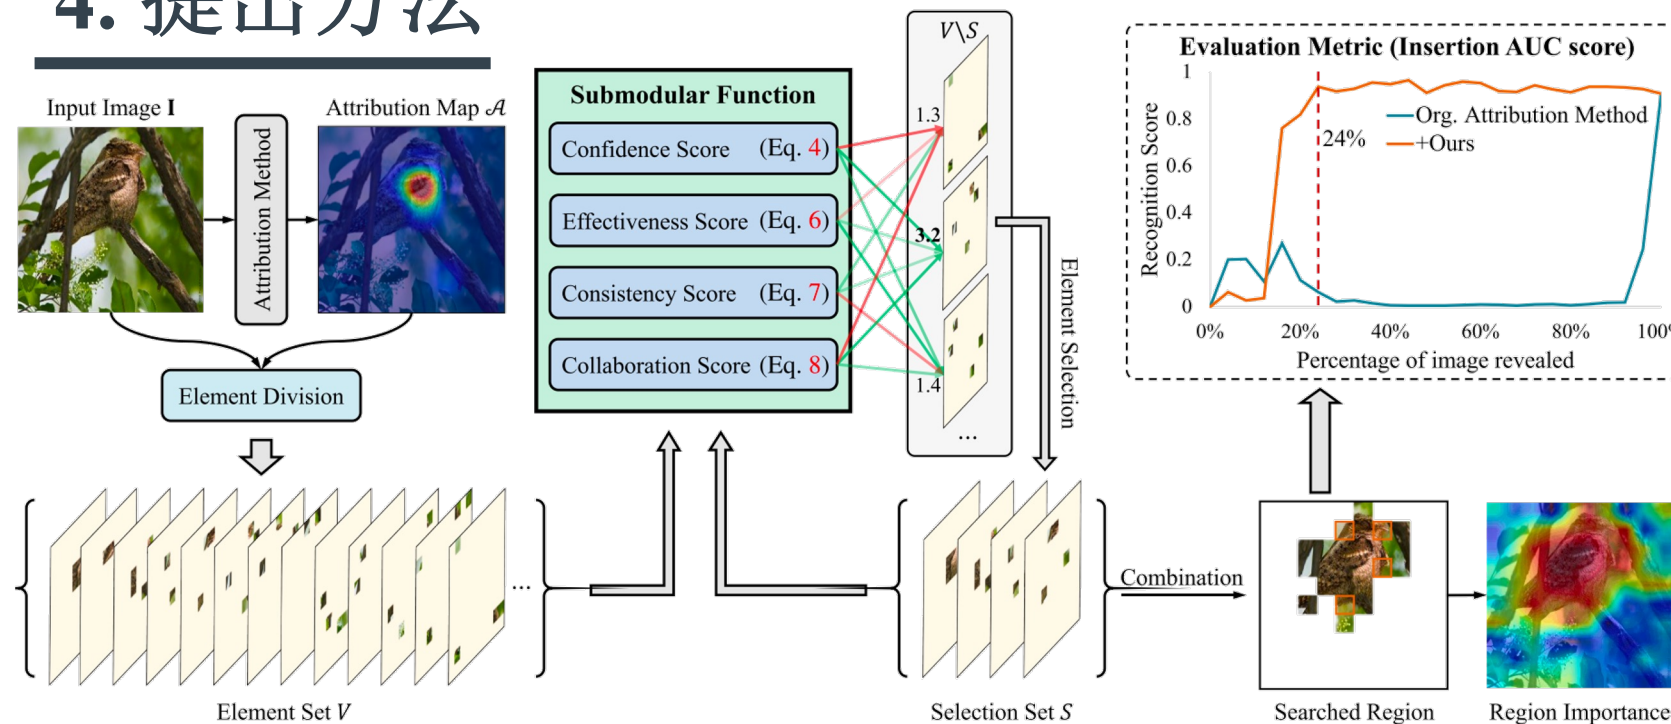 4. 提出方法
Input Image I
Attribution Map 𝒜
Attribution Method
Element Division
Element Set V
...
Submodular Function
Confidence Score (Eq. 4)
Effectiveness Score (Eq. 6)
Consistency Score (Eq. 7)
Collaboration Score (Eq. 8)
V\S
1.3
3.2
1.4
...
Element Selection
Selection Set S
Combination
Searched Region
Region Importance
Evaluation Metric (Insertion AUC score)
Recognition Score
1
0.8
0.6
0.4
0.2
0
Org. Attribution Method
+Ours
24%
0% 20% 40% 60% 80% 100%
Percentage of image revealed